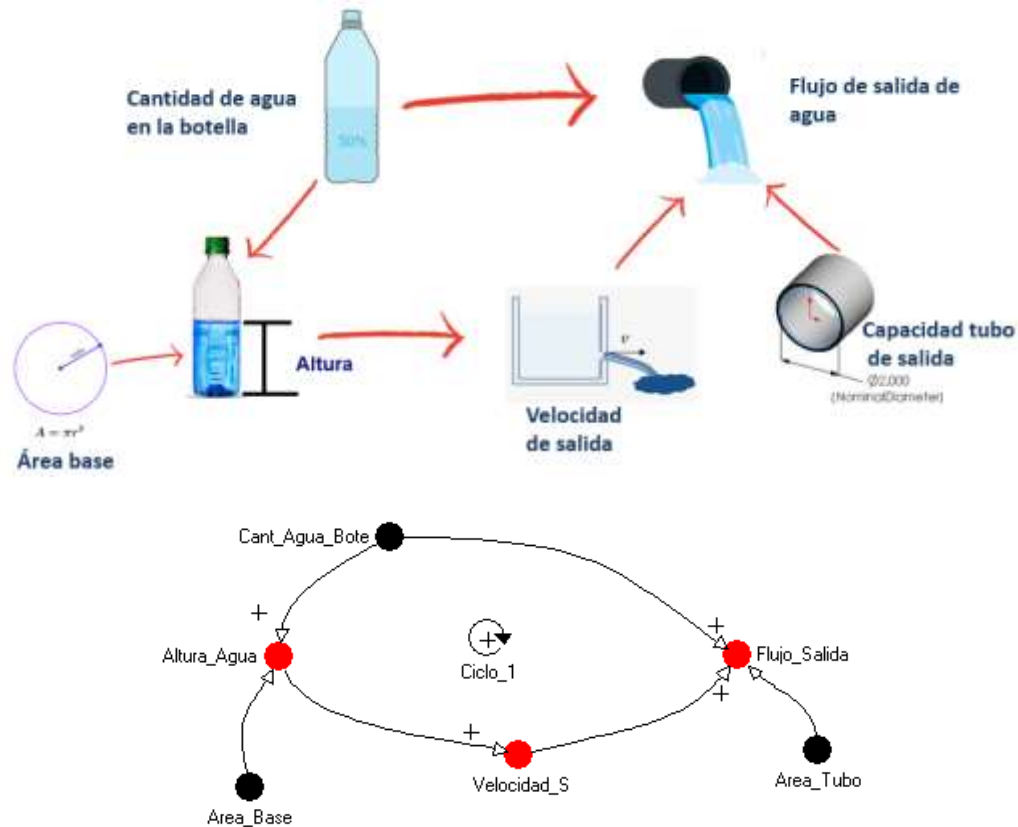 Cantidad de agua
en la botella
50%
Flujo de salida de
agua
Altura
A = πr²
Área base
v
Velocidad
de salida
Capacidad tubo
de salida
Ø2,000
(NominalDiameter)
Cant_Agua_Bote
+
+
Altura_Agua
+
Ciclo_1
Flujo_Salida
+
+
Velocidad_S
Area_Tubo
Area_Base